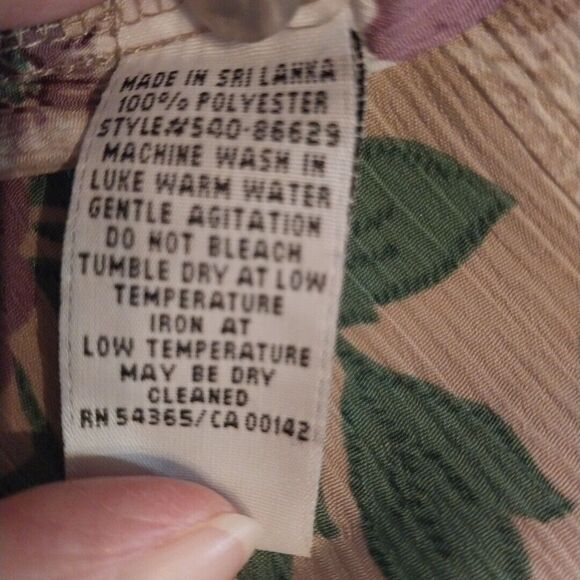 MADE IN SRI LANKA
100% POLYESTER
STYLE#540-86629
MACHINE WASH IN
LUKE WARM WATER
GENTLE AGITATION
DO NOT BLEACH
TUMBLE DRY AT LOW
TEMPERATURE
IRON AT
LOW TEMPERATURE
MAY BE DRY
CLEANED
RN 54365/CA 00142